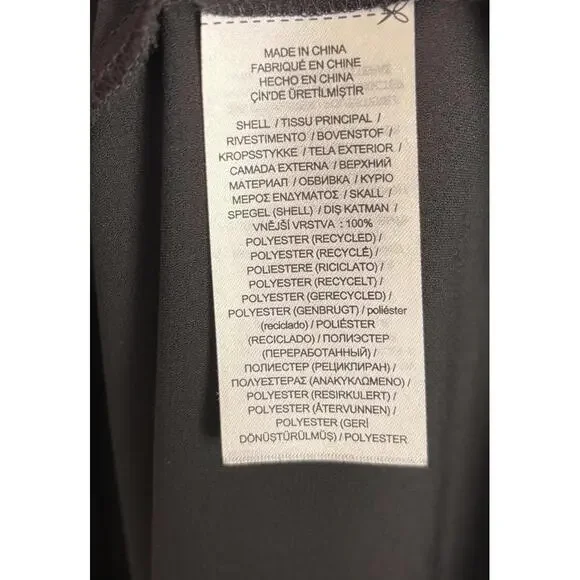 MADE IN CHINA
FABRIQUÉ EN CHINE
HECHO EN CHINA
ÇİN'DE ÜRETİLMİŞTİR
SHELL / TISSU PRINCIPAL /
RIVESTIMENTO / BOVENSTOF /
KROPSSTYKKE / TELA EXTERIOR /
CAMADA EXTERNA / ВЕРХНИЙ
МАТЕРИАЛ / ОБВИВКА / ΚΥΡΙΟ
ΜΕΡΟΣ ΕΝΔΥΜΑΤΟΣ / SKALL /
SPEGEL (SHELL) / DIŞ KATMAN /
VNĚJŠÍ VRSTVA : 100%
POLYESTER (RECYCLED) /
POLYESTER (RECYCLÉ) /
POLIESTERE (RICICLATO) /
POLYESTER (RECYCELT) /
POLYESTER (GERECYCLED) /
POLYESTER (GENBRUGT) / poliéster
(reciclado) / POLIÉSTER
(RECICLADO) / ПОЛИЭСТЕР
(ПЕРЕРАБОТАННЫЙ) /
ПОЛИЕСТЕР (РЕЦИКЛИРАН) /
ΠΟΛΥΕΣΤΕΡΑΣ (ΑΝΑΚΥΚΛΩΜΕΝΟ) /
POLYESTER (RESIRKULERT) /
POLYESTER (ÅTERVUNNEN) /
POLYESTER (GERİ
DÖNÜŞTÜRÜLMÜŞ) / POLYESTER